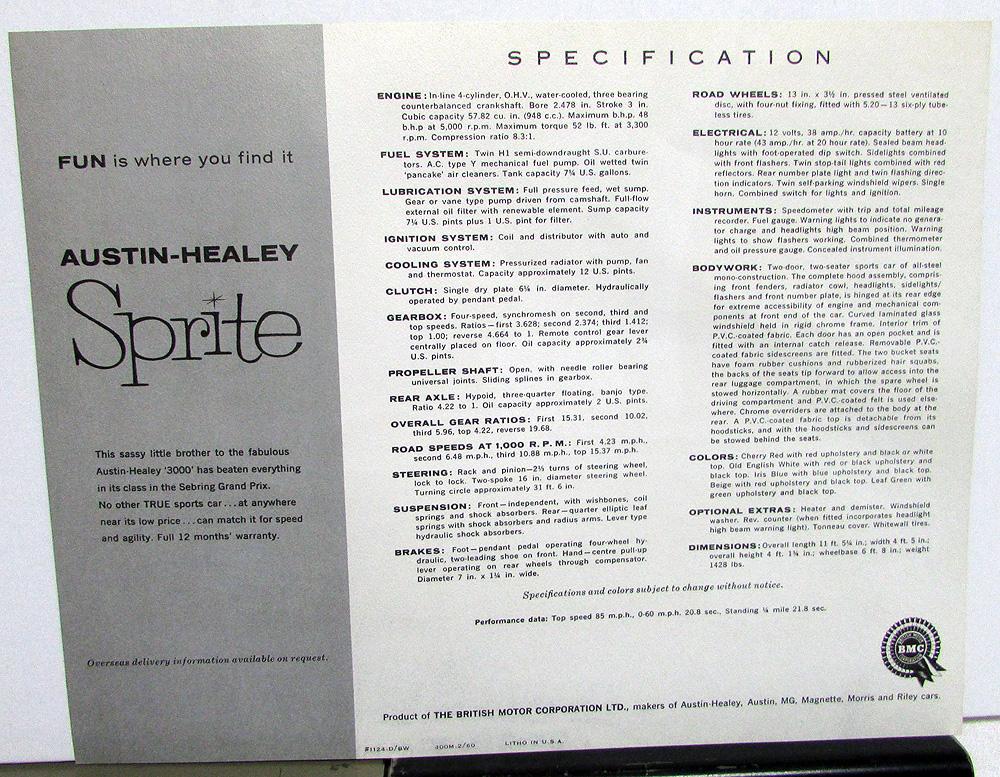 FUN is where you find it
AUSTIN-HEALEY
Sprite
This sassy little brother to the fabulous
Austin-Healey '3000' has beaten everything
in its class in the Sebring Grand Prix.
No other TRUE sports car...at anywhere
near its low price...can match it for speed
and agility. Full 12 months' warranty.
Overseas delivery information available on request.
SPECIFICATION
ENGINE: In-line 4-cylinder, O.H.V., water-cooled, three bearing
counterbalanced crankshaft. Bore 2.478 in. Stroke 3 in.
Cubic capacity 57.82 cu. in. (948 c.c.). Maximum b.h.p. 48
b.h.p at 5,000 r.p.m. Maximum torque 52 lb. ft. at 3,300
r.p.m. Compression ratio 8.3:1.
FUEL SYSTEM: Twin H1 semi-downdraught S.U. carbure-
tors. A.C. type Y mechanical fuel pump. Oil wetted twin
'pancake' air cleaners. Tank capacity 7¼ U.S. gallons.
LUBRICATION SYSTEM: Full pressure feed, wet sump.
Gear or vane type pump driven from camshaft. Full-flow
external oil filter with renewable element. Sump capacity
7¼ U.S. pints plus 1 U.S. pint for filter.
IGNITION SYSTEM: Coil and distributor with auto and
vacuum control.
COOLING SYSTEM: Pressurized radiator with pump, fan
and thermostat. Capacity approximately 12 U.S. pints.
CLUTCH: Single dry plate 6¼ in. diameter. Hydraulically
operated by pendant pedal.
GEARBOX: Four-speed, synchromesh on second, third and
top speeds. Ratios—first 3.628; second 2.374; third 1.412;
top 1.00; reverse 4.664 to 1. Remote control gear lever
centrally placed on floor. Oil capacity approximately 2¾
U.S. pints.
PROPELLER SHAFT: Open, with needle roller bearing
universal joints. Sliding splines in gearbox.
REAR AXLE: Hypoid, three-quarter floating, banjo type.
Ratio 4.22 to 1. Oil capacity approximately 2 U.S. pints.
OVERALL GEAR RATIOS: First 15.31, second 10.02,
third 5.96, top 4.22, reverse 19.68.
ROAD SPEEDS AT 1,000 R.P.M.: First 4.23 m.p.h.,
second 6.48 m.p.h., third 10.88 m.p.h., top 15.37 m.p.h.
STEERING: Rack and pinion—2⅓ turns of steering wheel,
lock to lock. Two-spoke 16 in. diameter steering wheel.
Turning circle approximately 31 ft. 6 in.
SUSPENSION: Front—independent, with wishbones, coil
springs and shock absorbers. Rear—quarter elliptic leaf
springs with shock absorbers and radius arms. Lever type
hydraulic shock absorbers.
BRAKES: Foot—pendant pedal operating four-wheel hy-
draulic, two-leading shoe on front. Hand—centre pull-up
lever operating on rear wheels through compensator.
Diameter 7 in. x 1¼ in. wide.
ROAD WHEELS: 13 in. x 3½ in. pressed steel ventilated
disc, with four-nut fixing, fitted with 5.20—13 six-ply tube-
less tires.
ELECTRICAL: 12 volts, 38 amp./hr. capacity battery at 10
hour rate (43 amp./hr. at 20 hour rate). Sealed beam head-
lights with foot-operated dip switch. Sidelights combined
with front flashers. Twin stop-tail lights combined with red
reflectors. Rear number plate light and twin flashing direc-
tion indicators. Twin self-parking windshield wipers. Single
horn. Combined switch for lights and ignition.
INSTRUMENTS: Speedometer with trip and total mileage
recorder. Fuel gauge. Warning lights to indicate no genera-
tor charge and headlights high beam position. Warning
lights to show flashers working. Combined thermometer
and oil pressure gauge. Concealed instrument illumination.
BODYWORK: Two-door, two-seater sports car of all-steel
mono-construction. The complete hood assembly, compris-
ing front fenders, radiator cowl, headlights, sidelights/
flashers and front number plate, is hinged at its rear edge
for extreme accessibility of engine and mechanical com-
ponents at front end of the car. Curved laminated glass
windshield held in rigid chrome frame. Interior trim of
P.V.C.-coated fabric. Each door has an open pocket and is
fitted with an internal catch release. Removable P.V.C.-
coated fabric sidescreens are fitted. The two bucket seats
have foam rubber cushions and rubberized hair squabs,
the backs of the seats tip forward to allow access into the
rear luggage compartment, in which the spare wheel is
stowed horizontally. A rubber mat covers the floor of the
driving compartment and P.V.C.-coated felt is used else-
where. Chrome overriders are attached to the body at the
rear. A P.V.C.-coated fabric top is detachable from its
hoodsticks, and with the hoodsticks and sidescreens can
be stowed behind the seats.
COLORS: Cherry Red with red upholstery and black or white
top. Old English White with red or black upholstery and
black top. Iris Blue with blue upholstery and black top.
Beige with red upholstery and black top. Leaf Green with
green upholstery and black top.
OPTIONAL EXTRAS: Heater and demister. Windshield
washer. Rev. counter (when fitted incorporates headlight
high beam warning light). Tonneau cover. Whitewall tires.
DIMENSIONS: Overall length 11 ft. 5¼ in.; width 4 ft. 5 in.;
overall height 4 ft. 1¾ in.; wheelbase 6 ft. 8 in.; weight
1428 lbs.
Specifications and colors subject to change without notice.
Performance data: Top speed 85 m.p.h., 0-60 m.p.h. 20.8 sec., Standing ¼ mile 21.8 sec.
BMC
Product of THE BRITISH MOTOR CORPORATION LTD., makers of Austin-Healey, Austin, MG, Magnette, Morris and Riley cars.
F1124-D/BW 400M.2/60 LITHO IN U.S.A.